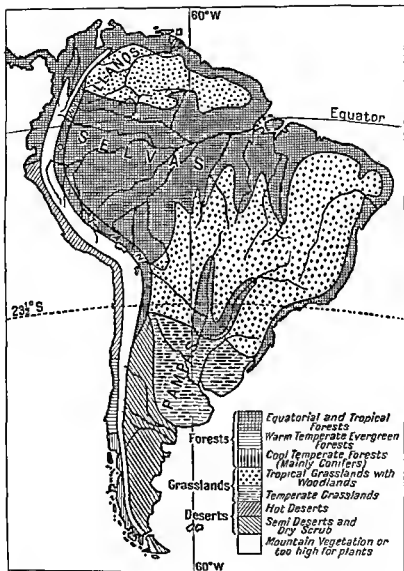 60°W
LLANOS
Equator
SELVAS
23½°S
PAMPAS
Forests
Equatorial and Tropical
Forests
Warm Temperate Evergreen
Forests
Cool Temperate Forests
(Mainly Conifers)
Grasslands
Tropical Grasslands with
Woodlands
Temperate Grasslands
Deserts
Hot Deserts
Semi Deserts and
Dry Scrub
Mountain Vegetation or
too high for plants
60°W